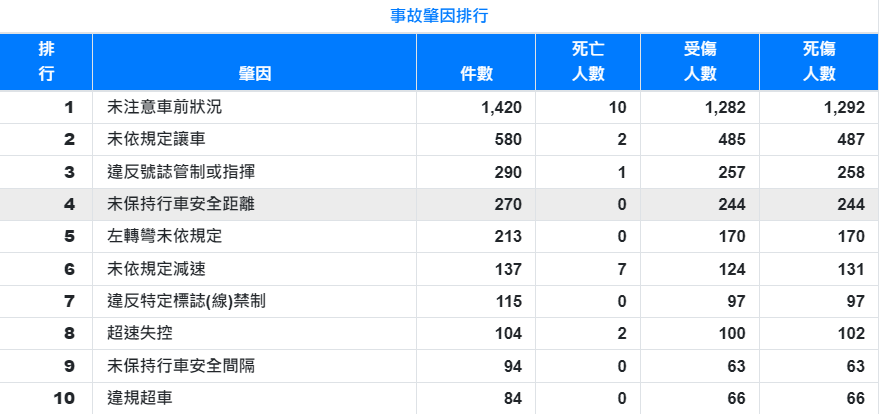 事故肇因排行
排行 肇因 件數 死亡人數 受傷人數 死傷人數
1 未注意車前狀況 1,420 10 1,282 1,292
2 未依規定讓車 580 2 485 487
3 違反號誌管制或指揮 290 1 257 258
4 未保持行車安全距離 270 0 244 244
5 左轉彎未依規定 213 0 170 170
6 未依規定減速 137 7 124 131
7 違反特定標誌(線)禁制 115 0 97 97
8 超速失控 104 2 100 102
9 未保持行車安全間隔 94 0 63 63
10 違規超車 84 0 66 66